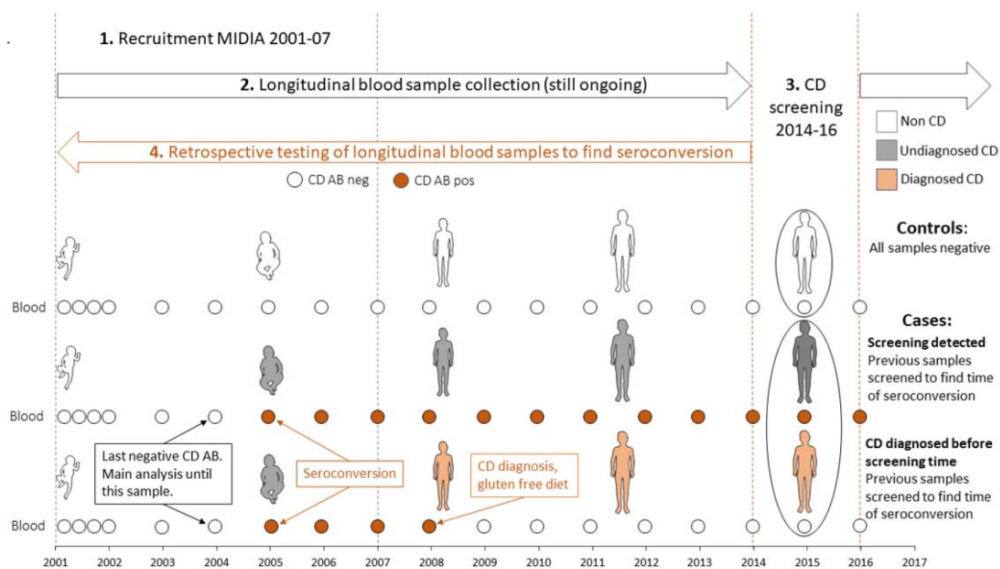 1. Recruitment MIDIA 2001-07
2. Longitudinal blood sample collection (still ongoing)
3. CD
screening
2014-16
Non CD
Undiagnosed CD
Diagnosed CD
4. Retrospective testing of longitudinal blood samples to find seroconversion
CD AB neg
CD AB pos
Controls:
All samples negative
Blood
Cases:
Screening detected
Previous samples
screened to find time
of seroconversion
Blood
Last negative CD AB.
Main analysis until
this sample.
Seroconversion
CD diagnosis,
gluten free diet
CD diagnosed before
screening time
Previous samples
screened to find time
of seroconversion
Blood
2001 2002 2003 2004 2005 2006 2007 2008 2009 2010 2011 2012 2013 2014 2015 2016 2017